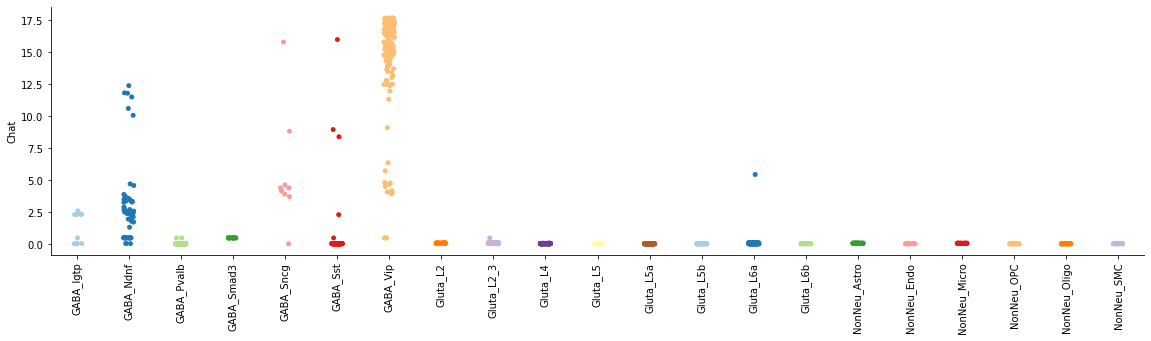 17.5
15.0
12.5
10.0
7.5
5.0
2.5
0.0
Chat
GABA_Igtp
GABA_Ndnf
GABA_Pvalb
GABA_Smad3
GABA_Sncg
GABA_Sst
GABA_Vip
Gluta_L2
Gluta_L2_3
Gluta_L4
Gluta_L5
Gluta_L5a
Gluta_L5b
Gluta_L6a
Gluta_L6b
NonNeu_Astro
NonNeu_Endo
NonNeu_Micro
NonNeu_OPC
NonNeu_Oligo
NonNeu_SMC